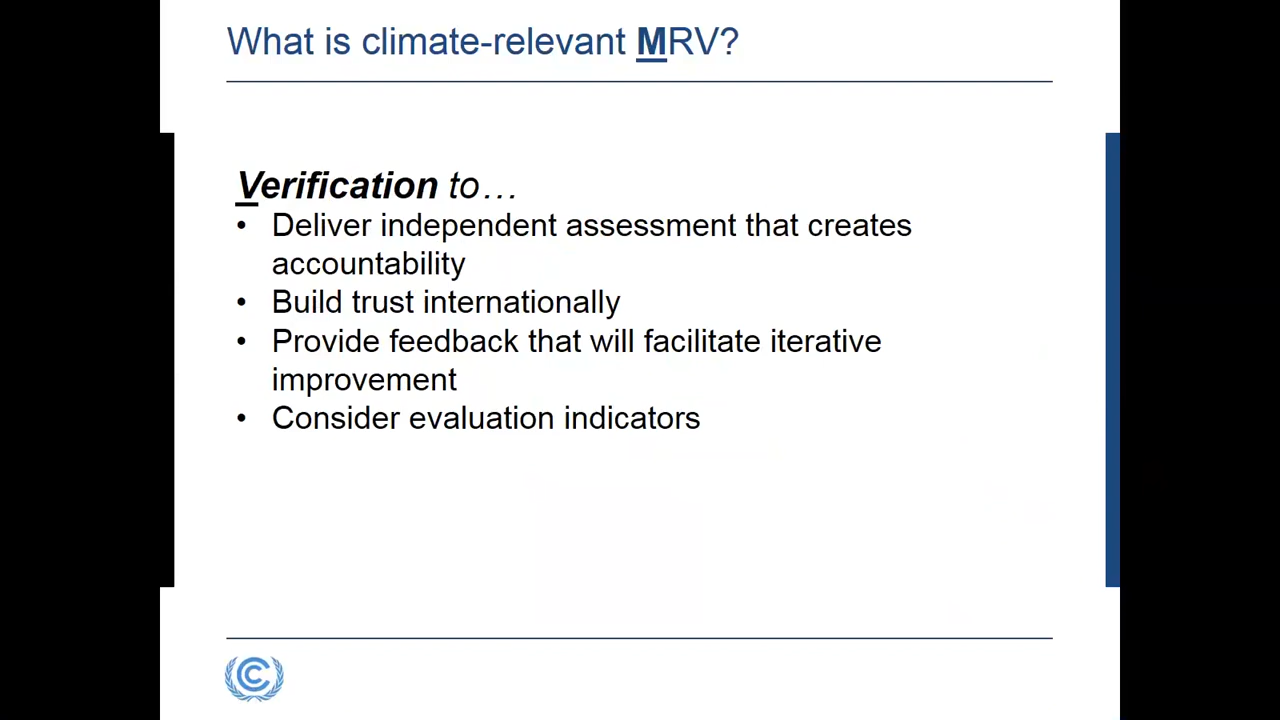 What is climate-relevant MRV?
Verification to…
• Deliver independent assessment that creates
accountability
• Build trust internationally
• Provide feedback that will facilitate iterative
improvement
• Consider evaluation indicators